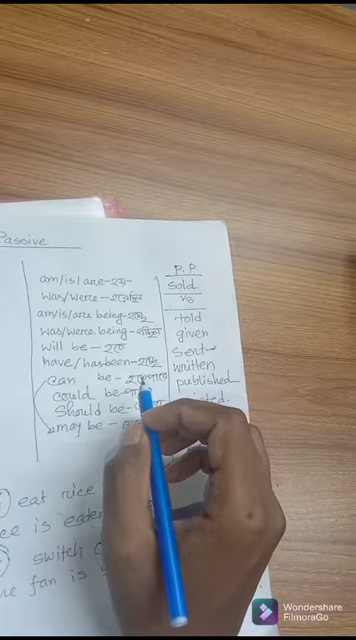 Passive
am/is/are-হয়-
was/were-হয়েছিল
am/is/are being-হচ্ছে
was/were being-হচ্ছিল
will be-হবে
have/hasbeen-হয়েছে
can be-হতেপারে
could be-
Should be-
may be-
P.P
Sold
V3
told
given
Sent
written
published
eat rice
is eaten
switch
fan is
Wondershare
FilmoraGo